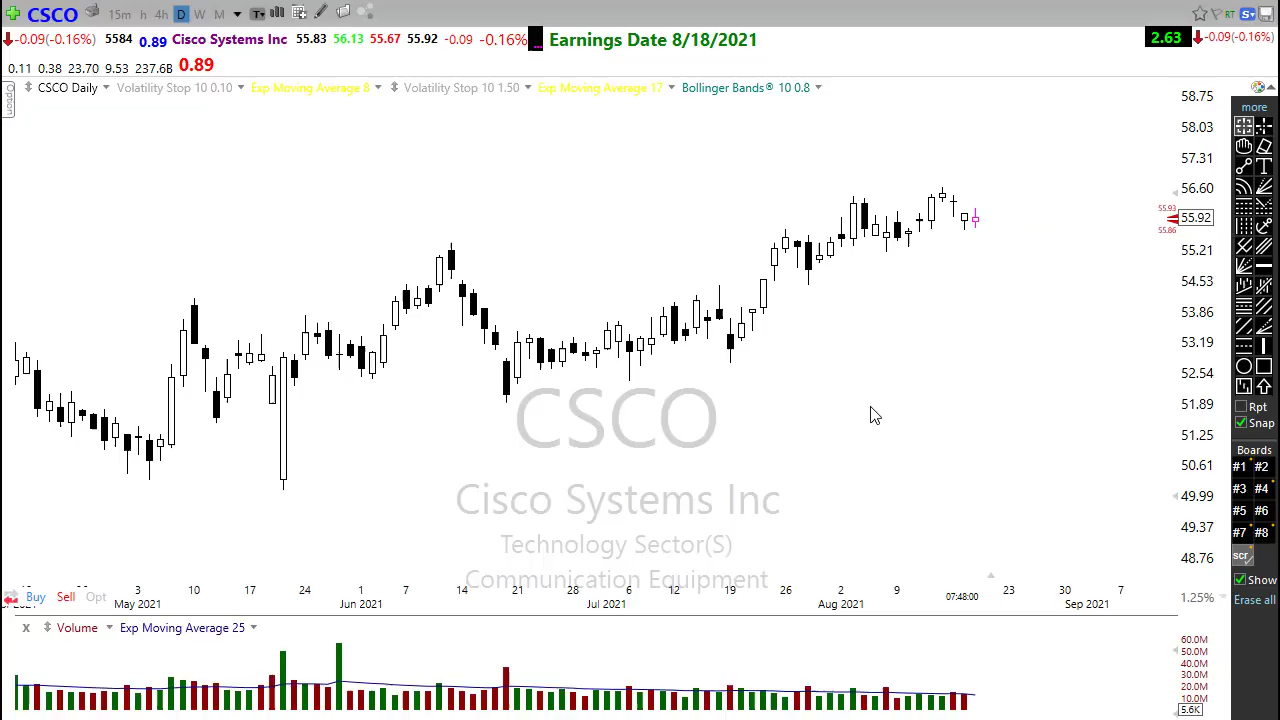 CSCO 15m h 4h D W M T RT S
-0.09(-0.16%) 5584 0.89 Cisco Systems Inc 55.83 56.13 55.67 55.92 -0.09 -0.16% Earnings Date 8/18/2021 2.63 -0.09(-0.16%)
0.11 0.38 23.70 9.53 237.6B 0.89
Option CSCO Daily Volatility Stop 10 0.10 Exp Moving Average 8 Volatility Stop 10 1.50 Exp Moving Average 17 Bollinger Bands® 10 0.8
58.75
more
58.03
57.31
56.60
55.93
55.92
55.86
55.21
54.53
53.86
53.19
52.54
51.89
51.25
50.61
49.99
49.37
48.76
CSCO
Cisco Systems Inc
Technology Sector(S)
Communication Equipment
Rpt
Snap
Boards
#1 #2
#3 #4
#5 #6
#7 #8
scr
Show
Erase all
3 10 17 24 1 7 14 21 28 6 12 19 26 2 9 07:48:00 23 30 7
Buy Sell Opt May 2021 Jun 2021 Jul 2021 Aug 2021 Sep 2021 1.25%
X Volume Exp Moving Average 25
60.0M
50.0M
40.0M
30.0M
20.0M
10.0M
5.6K